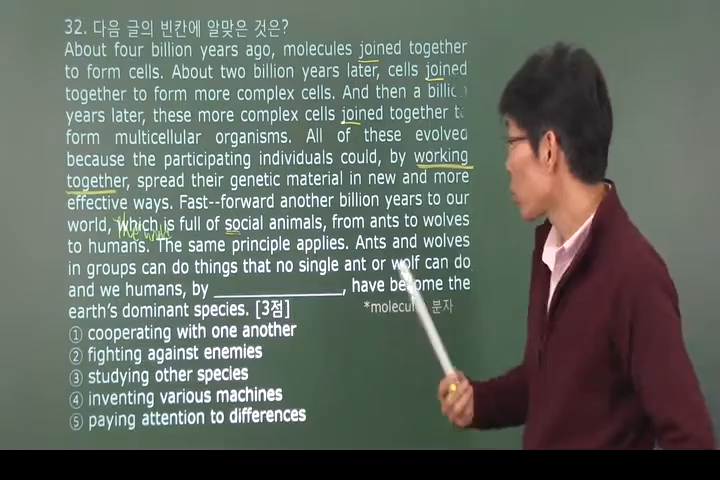 32. 다음 글의 빈칸에 알맞은 것은?
About four billion years ago, molecules joined together
to form cells. About two billion years later, cells joined
together to form more complex cells. And then a billion
years later, these more complex cells joined together to
form multicellular organisms. All of these evolved
because the participating individuals could, by working
together, spread their genetic material in new and more
effective ways. Fast--forward another billion years to our
world, which is full of social animals, from ants to wolves
to humans. The same principle applies. Ants and wolves
in groups can do things that no single ant or wolf can do
and we humans, by ________________, have become the
earth's dominant species. [3점]
*molecule 분자
① cooperating with one another
② fighting against enemies
③ studying other species
④ inventing various machines
⑤ paying attention to differences